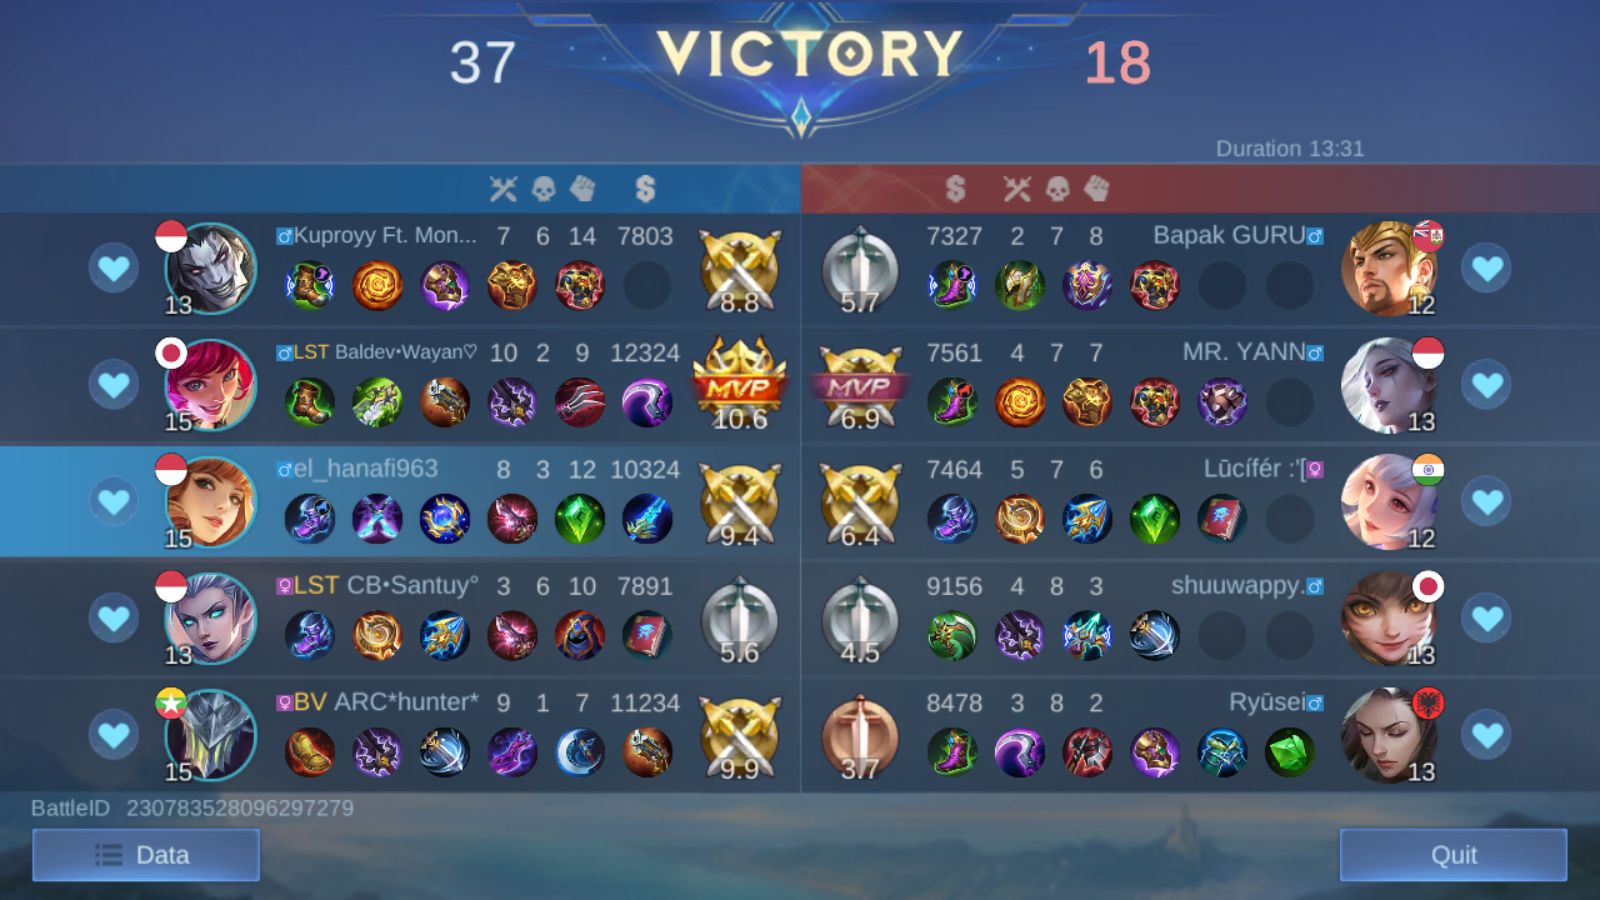 37 VICTORY 18
Duration 13:31
Kuproyy Ft. Mon... 7 6 14 7803
13 8.8
5.7 7327 2 7 8 Bapak GURU
12
LST Baldev•Wayan♡ 10 2 9 12324
15 MVP 10.6
MVP 6.9 7561 4 7 7 MR. YANN
13
el_hanafi963 8 3 12 10324
15 9.4
6.4 7464 5 7 6 Lūcífér :'[
12
LST CB•Santuy° 3 6 10 7891
13 5.6
4.5 9156 4 8 3 shuuwappy.
13
BV ARC*hunter* 9 1 7 11234
15 9.9
3.7 8478 3 8 2 Ryūsei
13
BattleID 230783528096297279
Data
Quit